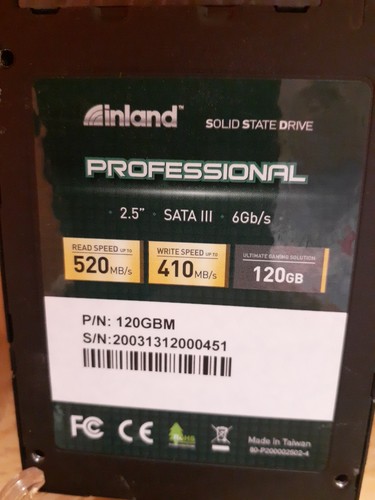 inland™
SOLID STATE DRIVE
PROFESSIONAL
· 2.5" · SATA III · 6Gb/s ·
READ SPEED UP TO
520MB/s
WRITE SPEED UP TO
410MB/s
ULTIMATE GAMING SOLUTION
120GB
P/N: 120GBM
S/N:20031312000451
FC CE
Made in Taiwan